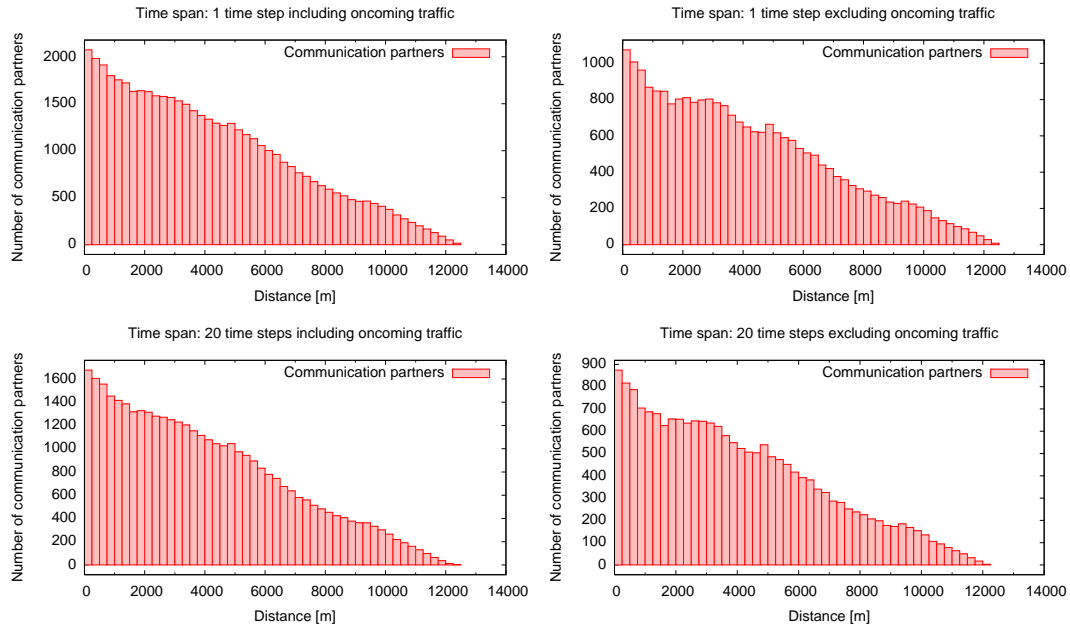 Time span: 1 time step including oncoming traffic
Number of communication partners
2000
1500
1000
500
0
Communication partners
0 2000 4000 6000 8000 10000 12000 14000
Distance [m]
Time span: 1 time step excluding oncoming traffic
Number of communication partners
1000
800
600
400
200
0
Communication partners
0 2000 4000 6000 8000 10000 12000 14000
Distance [m]
Time span: 20 time steps including oncoming traffic
Number of communication partners
1600
1400
1200
1000
800
600
400
200
0
Communication partners
0 2000 4000 6000 8000 10000 12000 14000
Distance [m]
Time span: 20 time steps excluding oncoming traffic
Number of communication partners
900
800
700
600
500
400
300
200
100
0
Communication partners
0 2000 4000 6000 8000 10000 12000 14000
Distance [m]